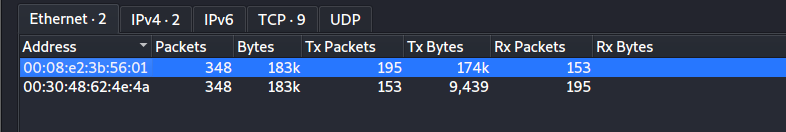 Ethernet · 2 IPv4 · 2 IPv6 TCP · 9 UDP
Address Packets Bytes Tx Packets Tx Bytes Rx Packets Rx Bytes
00:08:e2:3b:56:01 348 183k 195 174k 153
00:30:48:62:4e:4a 348 183k 153 9,439 195